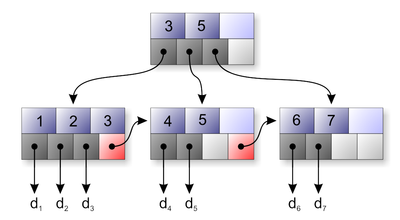 3 5
1 2 3 4 5 6 7
d₁ d₂ d₃ d₄ d₅ d₆ d₇